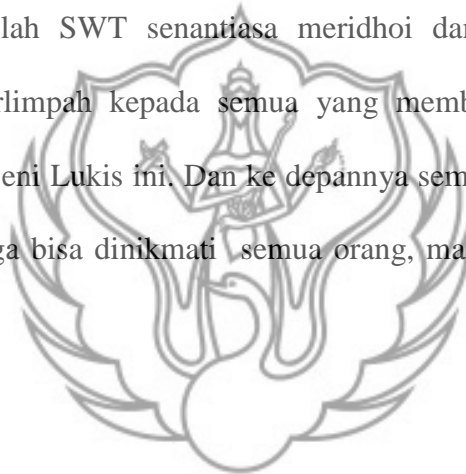 lah SWT senantiasa meridhoi dar
rlimpah kepada semua yang memb
eni Lukis ini. Dan ke depannya sem
ga bisa dinikmati semua orang, ma